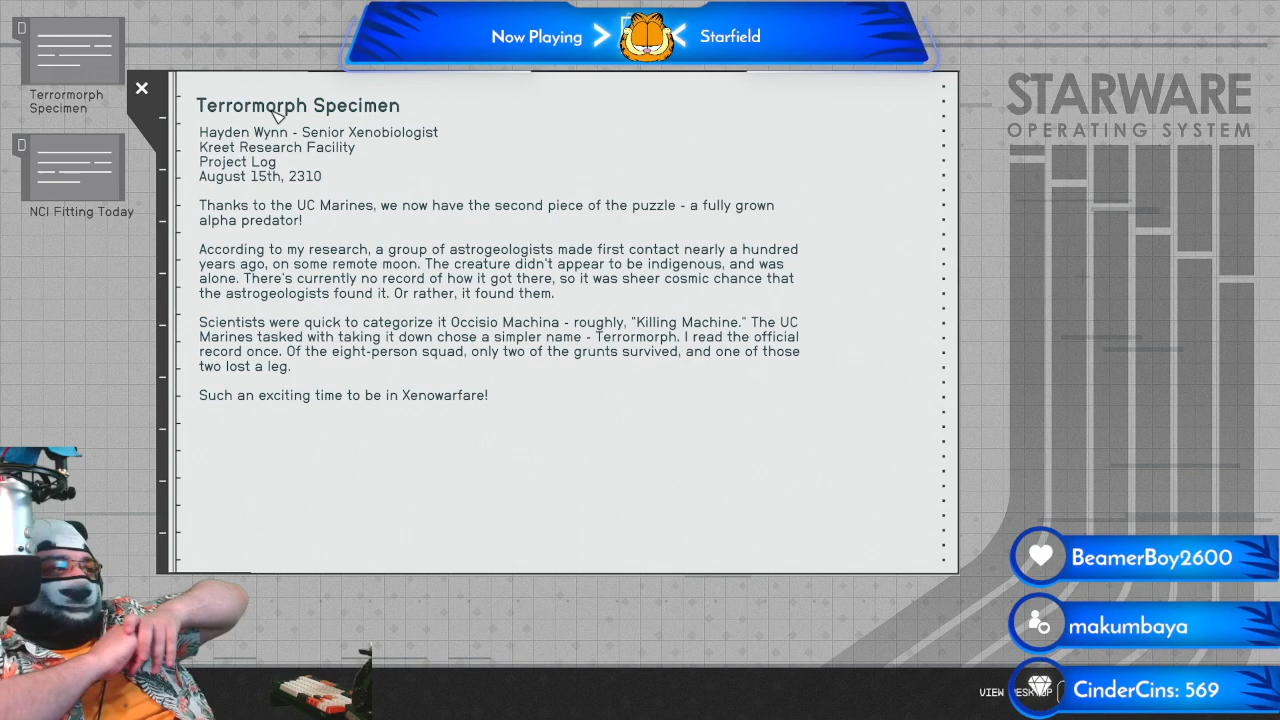 Now Playing
Starfield
Terrormorph
Specimen
NCI Fitting Today
Terrormorph Specimen
Hayden Wynn - Senior Xenobiologist
Kreet Research Facility
Project Log
August 15th, 2310
Thanks to the UC Marines, we now have the second piece of the puzzle - a fully grown
alpha predator!
According to my research, a group of astrogeologists made first contact nearly a hundred
years ago, on some remote moon. The creature didn't appear to be indigenous, and was
alone. There's currently no record of how it got there, so it was sheer cosmic chance that
the astrogeologists found it. Or rather, it found them.
Scientists were quick to categorize it Occisio Machina - roughly, "Killing Machine." The UC
Marines tasked with taking it down chose a simpler name - Terrormorph. I read the official
record once. Of the eight-person squad, only two of the grunts survived, and one of those
two lost a leg.
Such an exciting time to be in Xenowarfare!
STARWARE
OPERATING SYSTEM
BeamerBoy2600
makumbaya
VIEW
CinderCins: 569